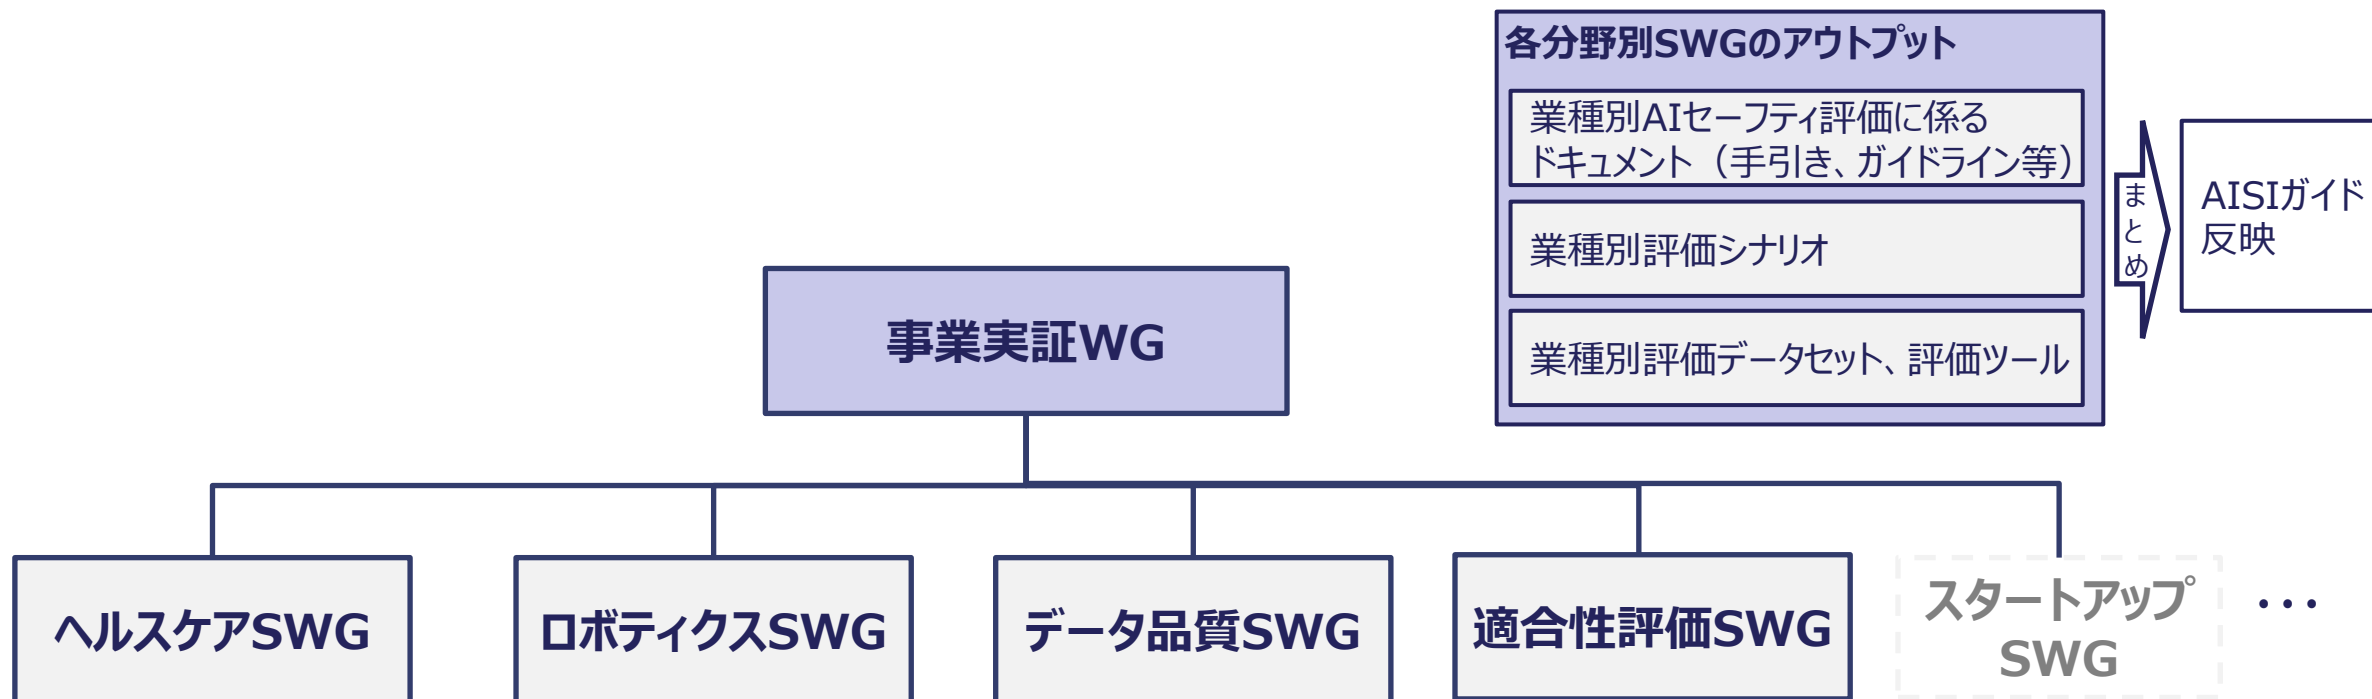 各分野別SWGのアウトプット
業種別AIセーフティ評価に係る
ドキュメント（手引き、ガイドライン等）
業種別評価シナリオ
業種別評価データセット、評価ツール
まとめ
AISIガイド
反映
事業実証WG
ヘルスケアSWG
ロボティクスSWG
データ品質SWG
適合性評価SWG
スタートアップ
SWG
・・・